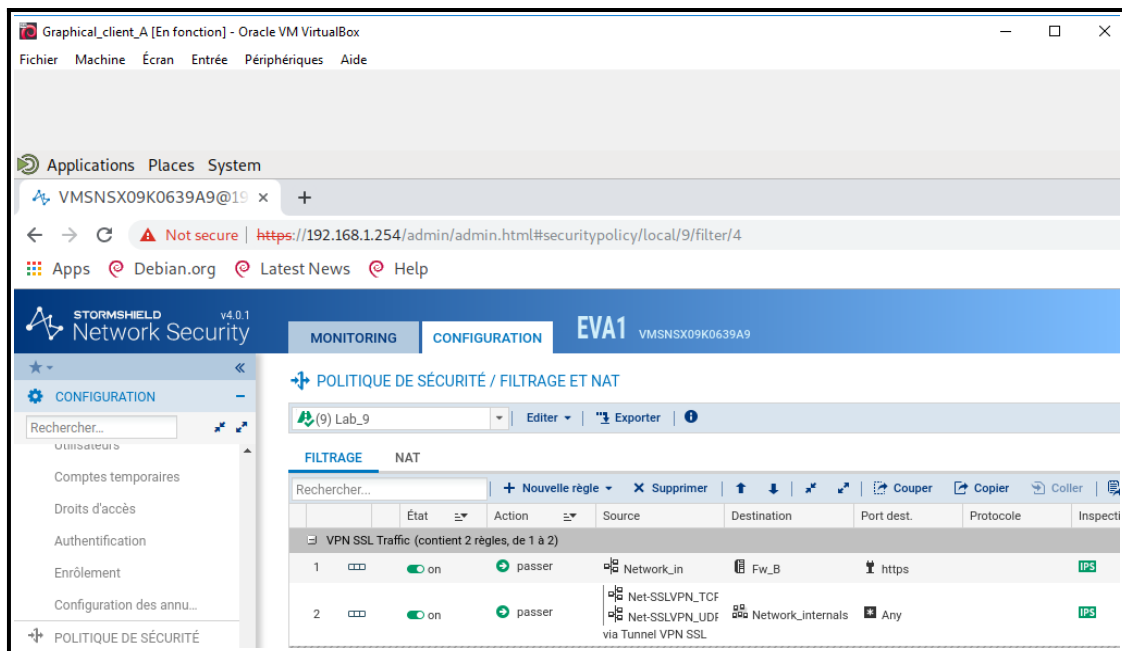 Graphical_client_A [En fonction] - Oracle VM VirtualBox
Fichier Machine Écran Entrée Périphériques Aide
Applications Places System
VMSNSX09K0639A9@19
Not secure | https://192.168.1.254/admin/admin.html#securitypolicy/local/9/filter/4
Apps Debian.org Latest News Help
STORMSHIELD v4.0.1
Network Security
MONITORING CONFIGURATION EVA1 VMSNSX09K0639A9
CONFIGURATION
POLITIQUE DE SÉCURITÉ / FILTRAGE ET NAT
Rechercher...
(9) Lab_9 Editer Exporter
Utilisateurs
Comptes temporaires
Droits d'accès
Authentification
Enrôlement
Configuration des annu...
POLITIQUE DE SÉCURITÉ
FILTRAGE NAT
Rechercher... + Nouvelle règle Supprimer Couper Copier Coller
État Action Source Destination Port dest. Protocole Inspecti
VPN SSL Traffic (contient 2 règles, de 1 à 2)
1 on passer Network_in Fw_B https IPS
2 on passer Net-SSLVPN_TCP Net-SSLVPN_UDP via Tunnel VPN SSL Network_internals Any IPS